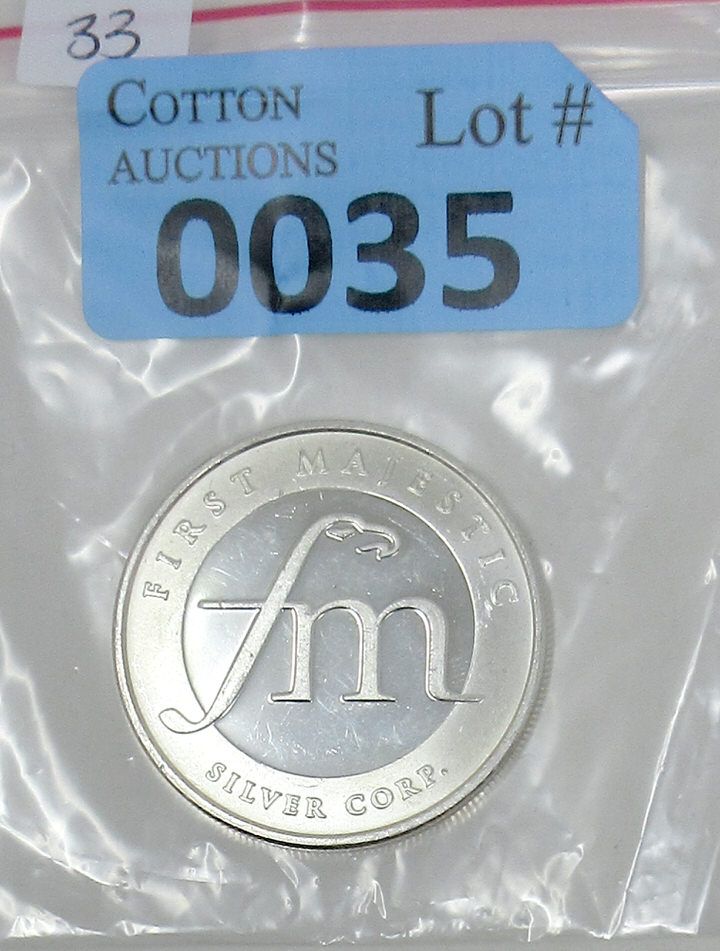 33
COTTON
AUCTIONS
Lot #
0035
FIRST MAJESTIC
fm
SILVER CORP.